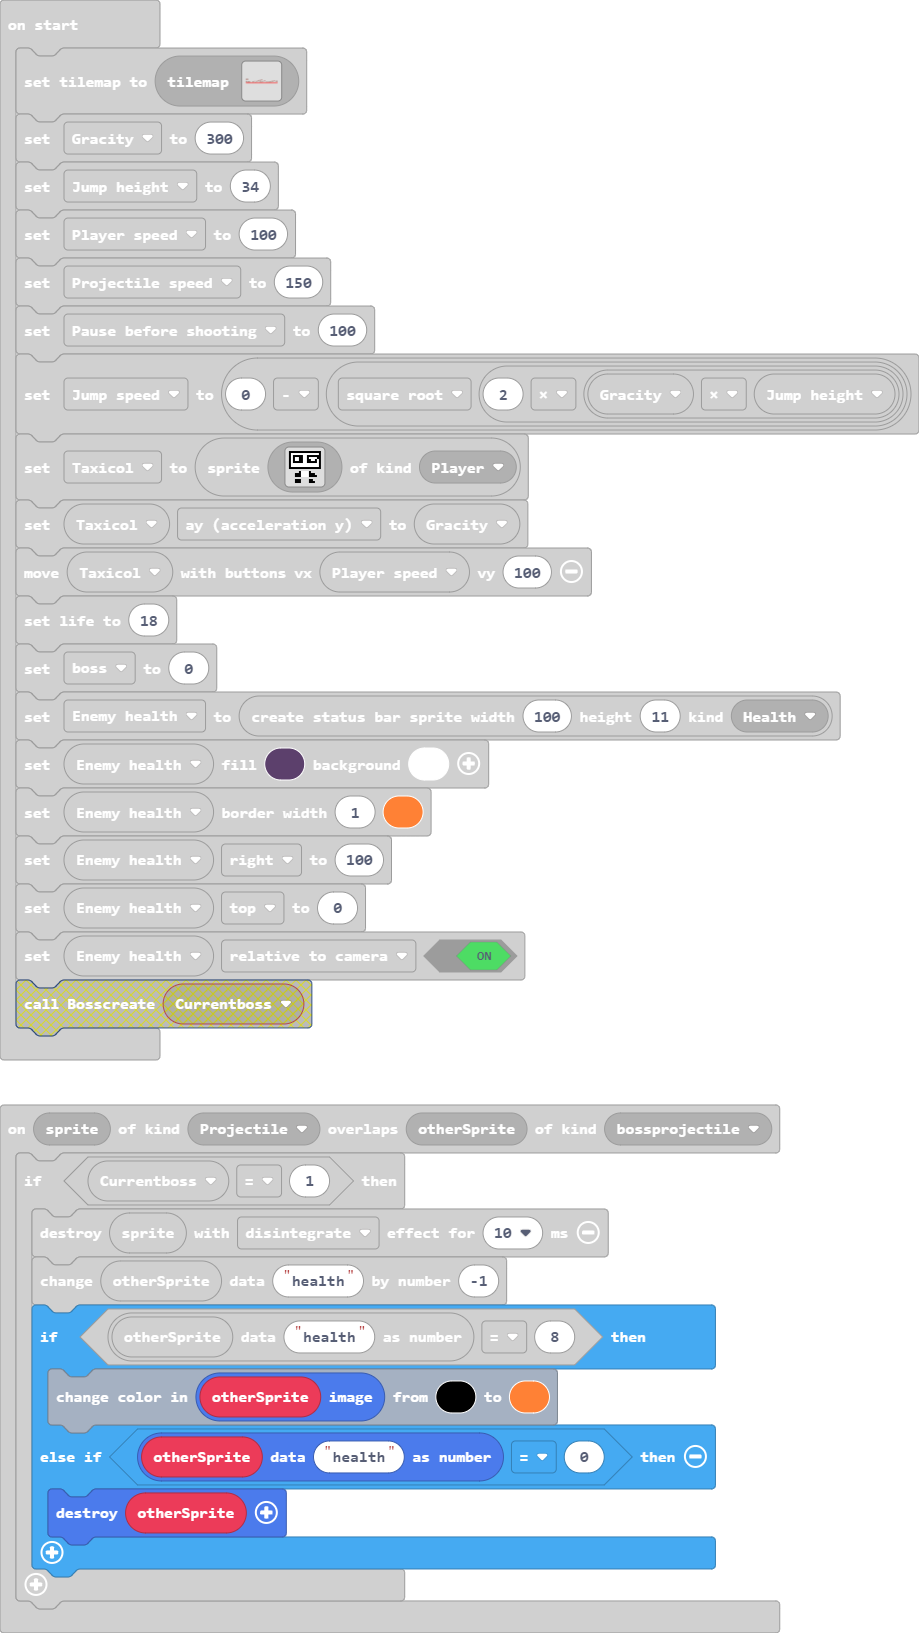 on start
set tilemap to tilemap
set Gracity to 300
set Jump height to 34
set Player speed to 100
set Projectile speed to 150
set Pause before shooting to 100
set Jump speed to 0 - square root 2 × Gracity × Jump height
set Taxicol to sprite of kind Player
set Taxicol ay (acceleration y) to Gracity
move Taxicol with buttons vx Player speed vy 100
set life to 18
set boss to 0
set Enemy health to create status bar sprite width 100 height 11 kind Health
set Enemy health fill background
set Enemy health border width 1
set Enemy health right to 100
set Enemy health top to 0
set Enemy health relative to camera ON
call Bosscreate Currentboss
on sprite of kind Projectile overlaps otherSprite of kind bossprojectile
if Currentboss = 1 then
destroy sprite with disintegrate effect for 10 ms
change otherSprite data "health" by number -1
if otherSprite data "health" as number = 8 then
change color in otherSprite image from to
else if otherSprite data "health" as number = 0 then
destroy otherSprite